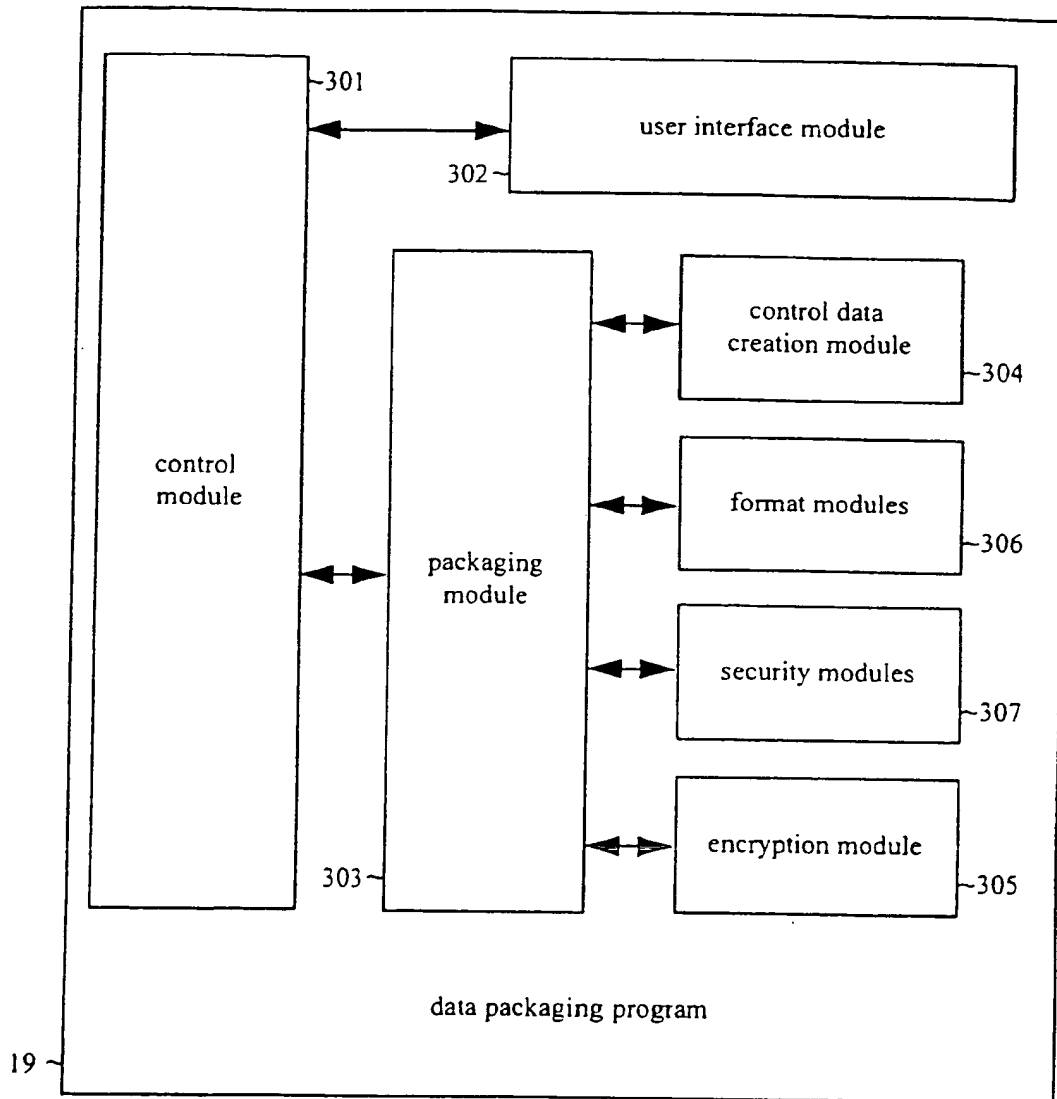 301
user interface module
302
control data
creation module
304
control
module
format modules
306
packaging
module
security modules
307
encryption module
303
305
data packaging program
19